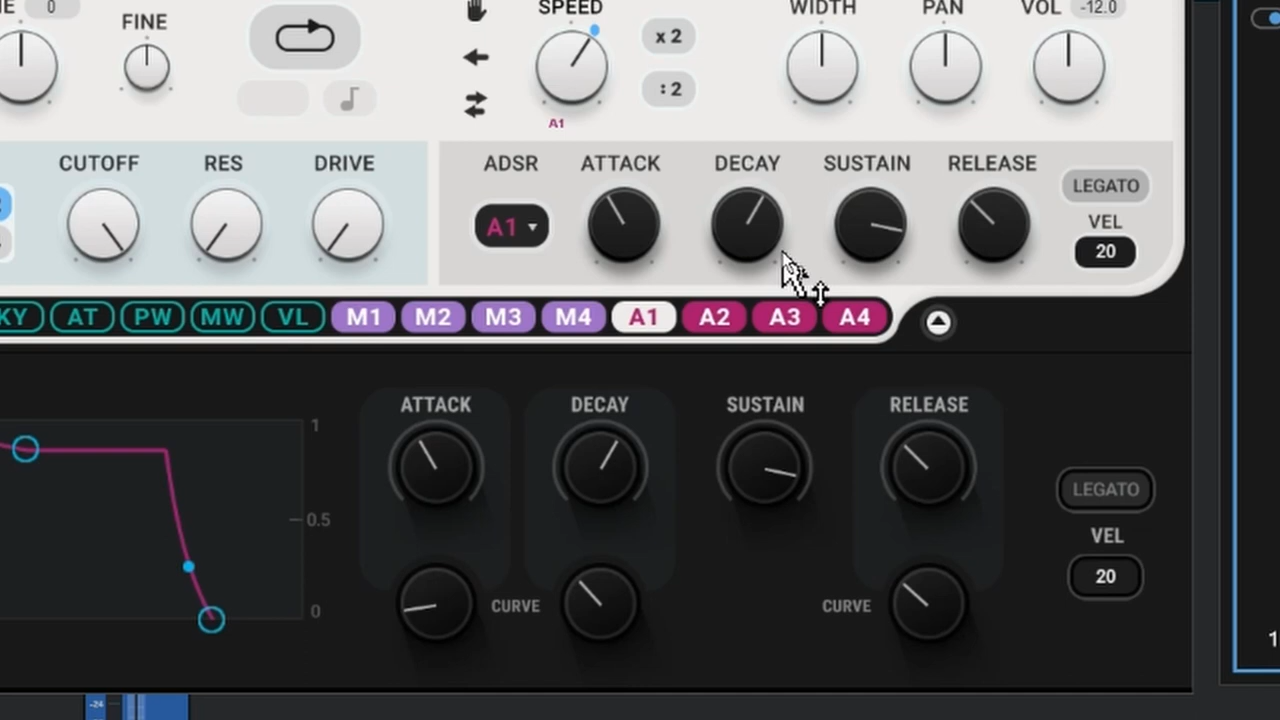 0
FINE
SPEED
WIDTH
PAN
VOL
-12.0
x 2
: 2
A1
CUTOFF
RES
DRIVE
ADSR
ATTACK
DECAY
SUSTAIN
RELEASE
A1
LEGATO
VEL
20
KY
AT
PW
MW
VL
M1
M2
M3
M4
A1
A2
A3
A4
1
0.5
0
ATTACK
DECAY
SUSTAIN
RELEASE
CURVE
CURVE
LEGATO
VEL
20
-24
1